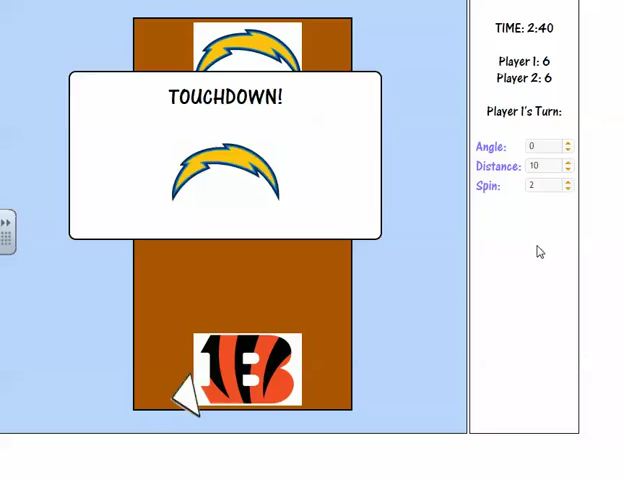 TOUCHDOWN!
TIME: 2:40
Player 1: 6
Player 2: 6
Player 1's Turn:
Angle: 0
Distance: 10
Spin: 2
B